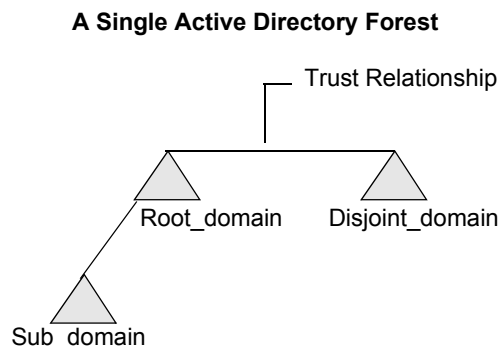 A Single Active Directory Forest
Trust Relationship
Root_domain
Disjoint_domain
Sub_domain